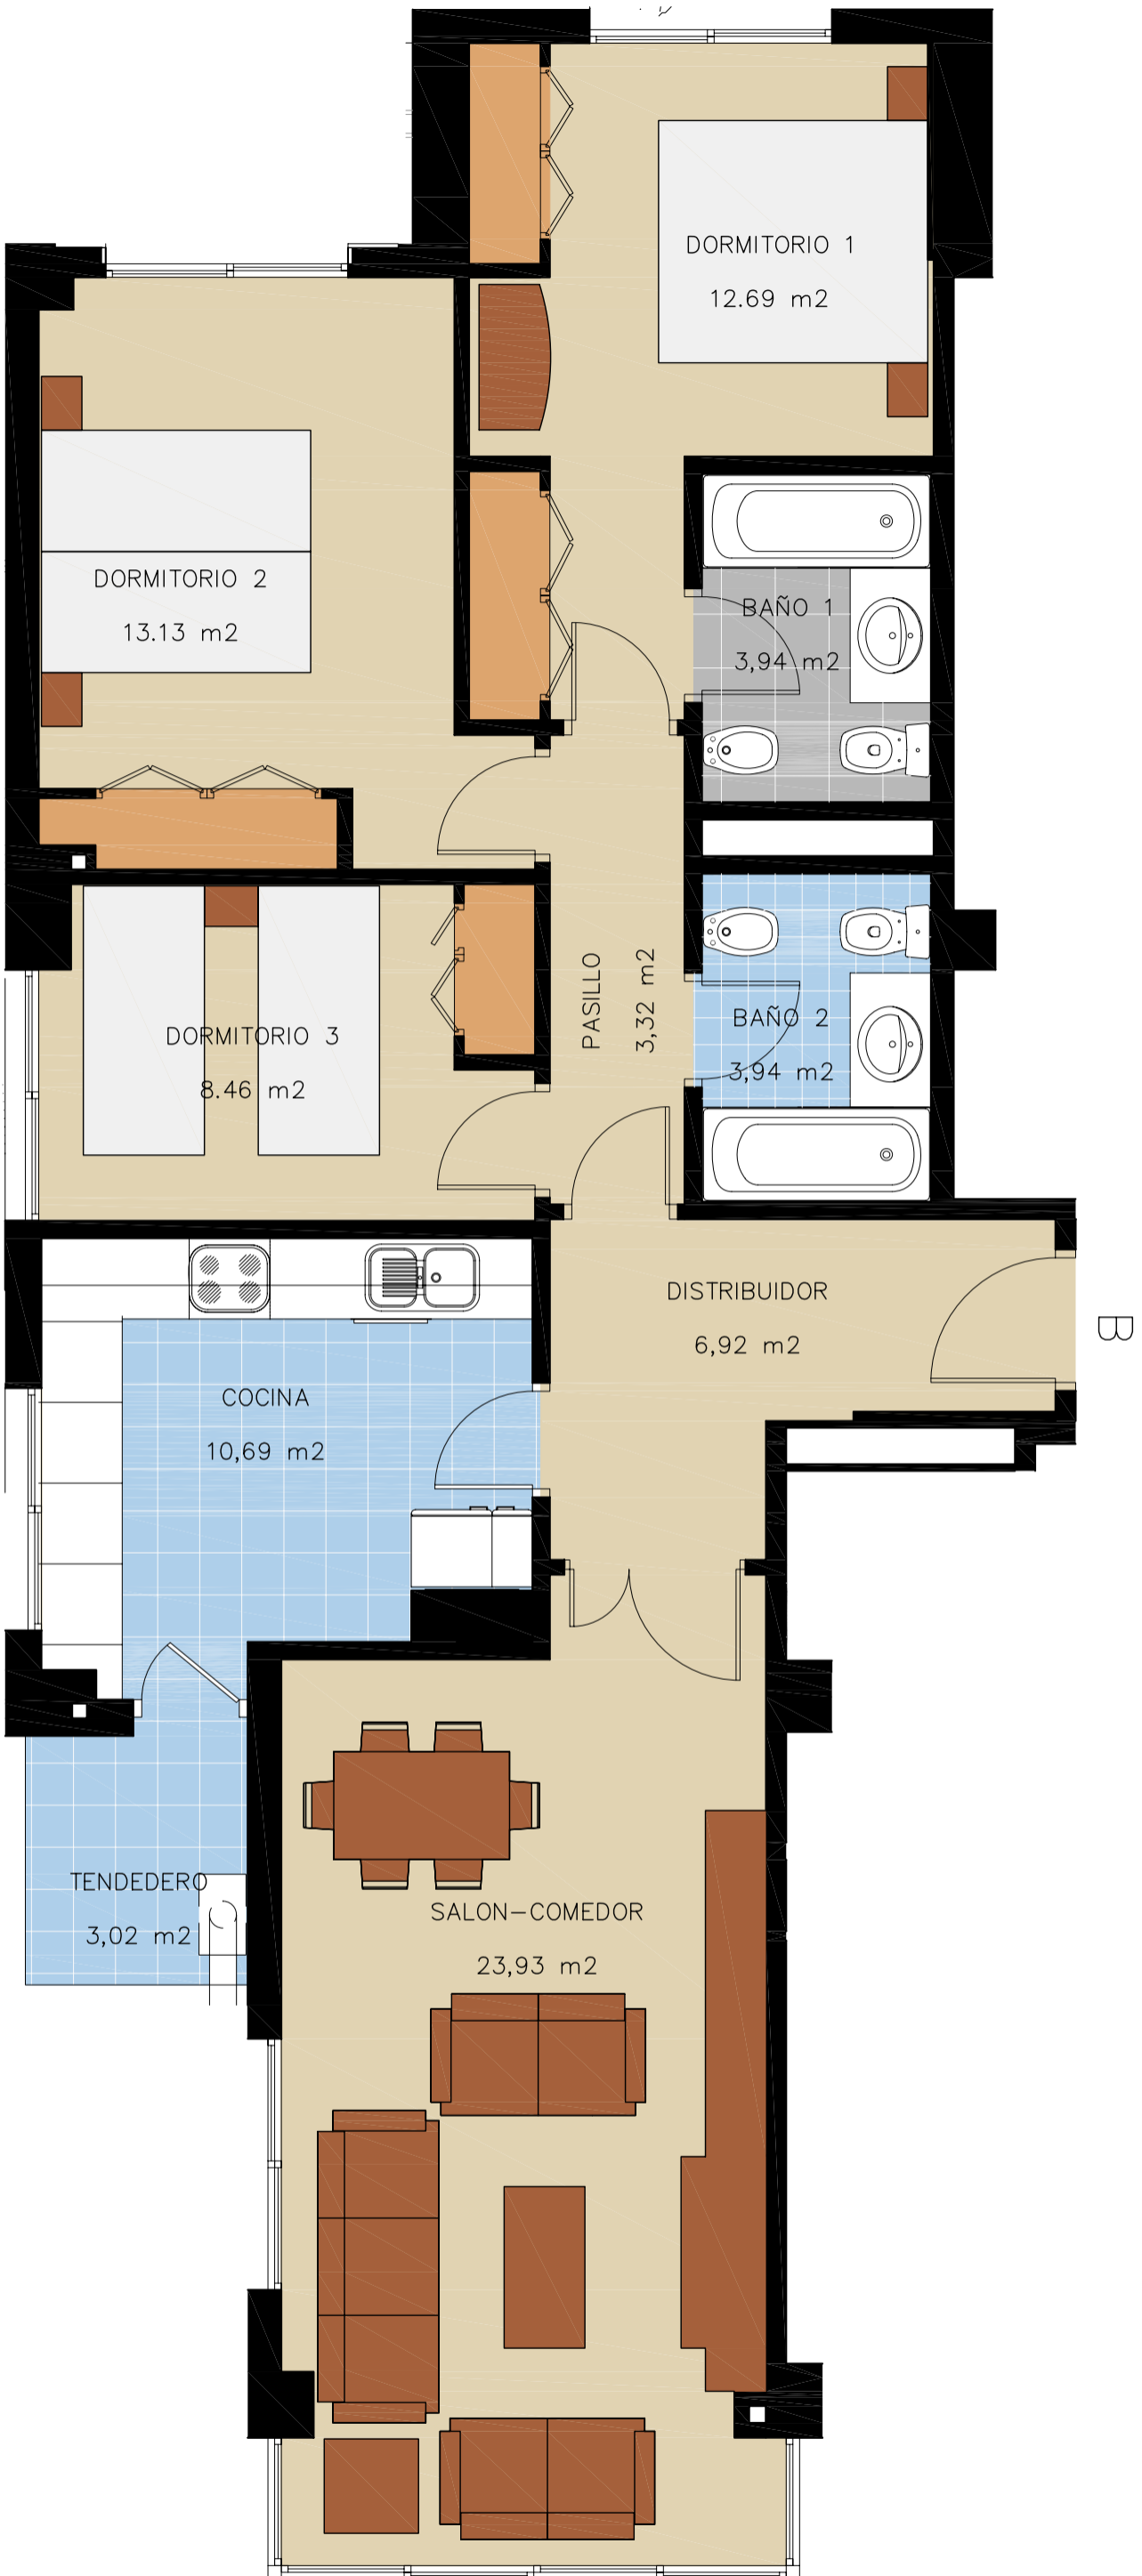 DORMITORIO 1
12.69 m2
DORMITORIO 2
13.13 m2
BAÑO 1
3,94 m2
PASILLO
3,32 m2
DORMITORIO 3
8.46 m2
BAÑO 2
3,94 m2
DISTRIBUIDOR
6,92 m2
B
COCINA
10,69 m2
TENDEDERO
3,02 m2
SALON-COMEDOR
23,93 m2